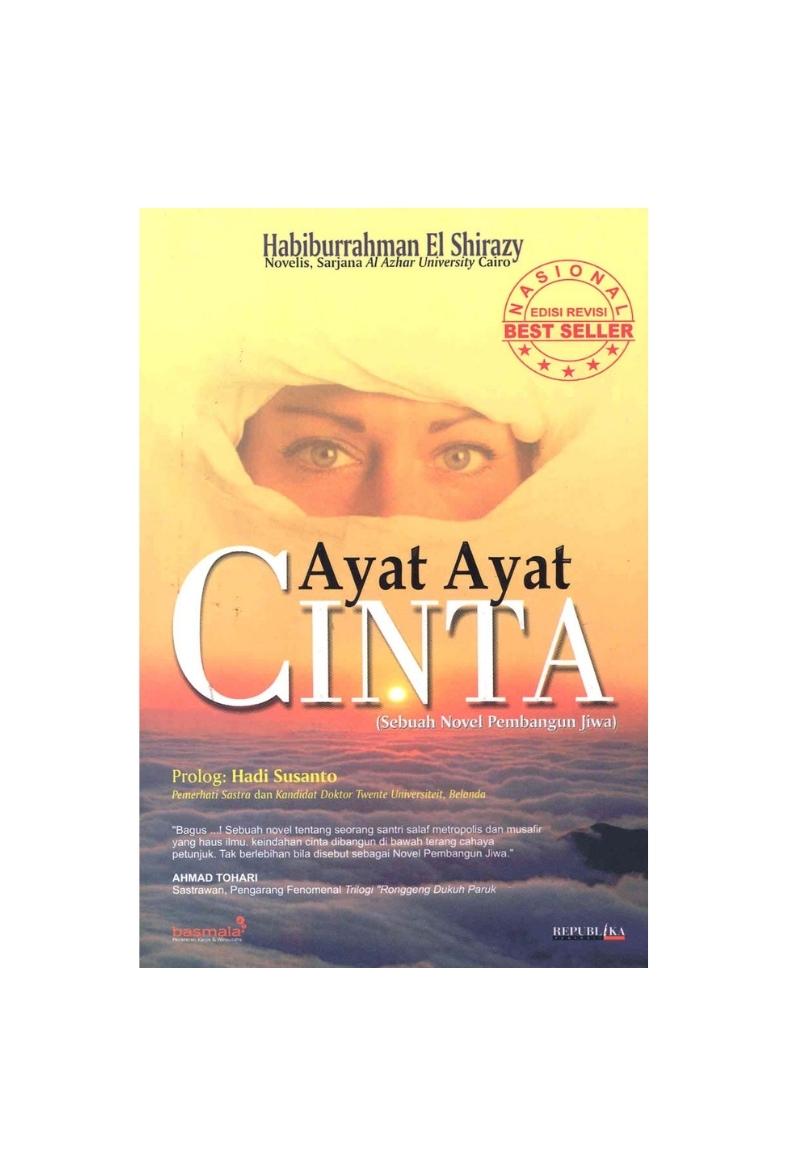 Habiburrahman El Shirazy
Novelis, Sarjana Al Azhar University Cairo
NASIONAL
EDISI REVISI
BEST SELLER
Ayat Ayat
CINTA
(Sebuah Novel Pembangun Jiwa)
Prolog: Hadi Susanto
Pemerhati Sastra dan Kandidat Doktor Twente Universiteit, Belanda
"Bagus ...! Sebuah novel tentang seorang santri salaf metropolis dan musafir
yang haus ilmu. keindahan cinta dibangun di bawah terang cahaya
petunjuk. Tak berlebihan bila disebut sebagai Novel Pembangun Jiwa."
AHMAD TOHARI
Sastrawan, Pengarang Fenomenal Trilogi "Ronggeng Dukuh Paruk
basmala
REPUBLIKA